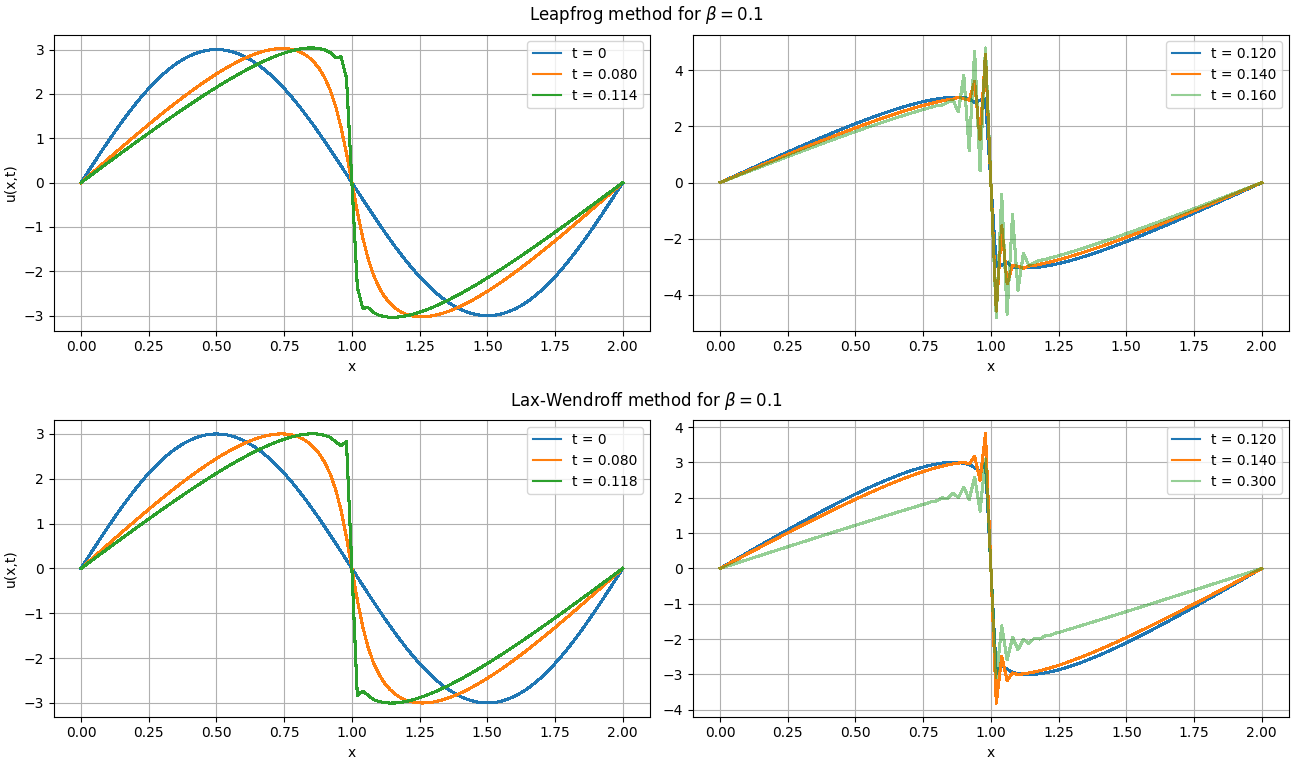 Leapfrog method for β = 0.1
u(x,t)
3
2
1
0
−1
−2
−3
0.00 0.25 0.50 0.75 1.00 1.25 1.50 1.75 2.00
x
t = 0
t = 0.080
t = 0.114
4
2
0
−2
−4
0.00 0.25 0.50 0.75 1.00 1.25 1.50 1.75 2.00
x
t = 0.120
t = 0.140
t = 0.160
Lax-Wendroff method for β = 0.1
u(x,t)
3
2
1
0
−1
−2
−3
0.00 0.25 0.50 0.75 1.00 1.25 1.50 1.75 2.00
x
t = 0
t = 0.080
t = 0.118
4
3
2
1
0
−1
−2
−3
−4
0.00 0.25 0.50 0.75 1.00 1.25 1.50 1.75 2.00
x
t = 0.120
t = 0.140
t = 0.300